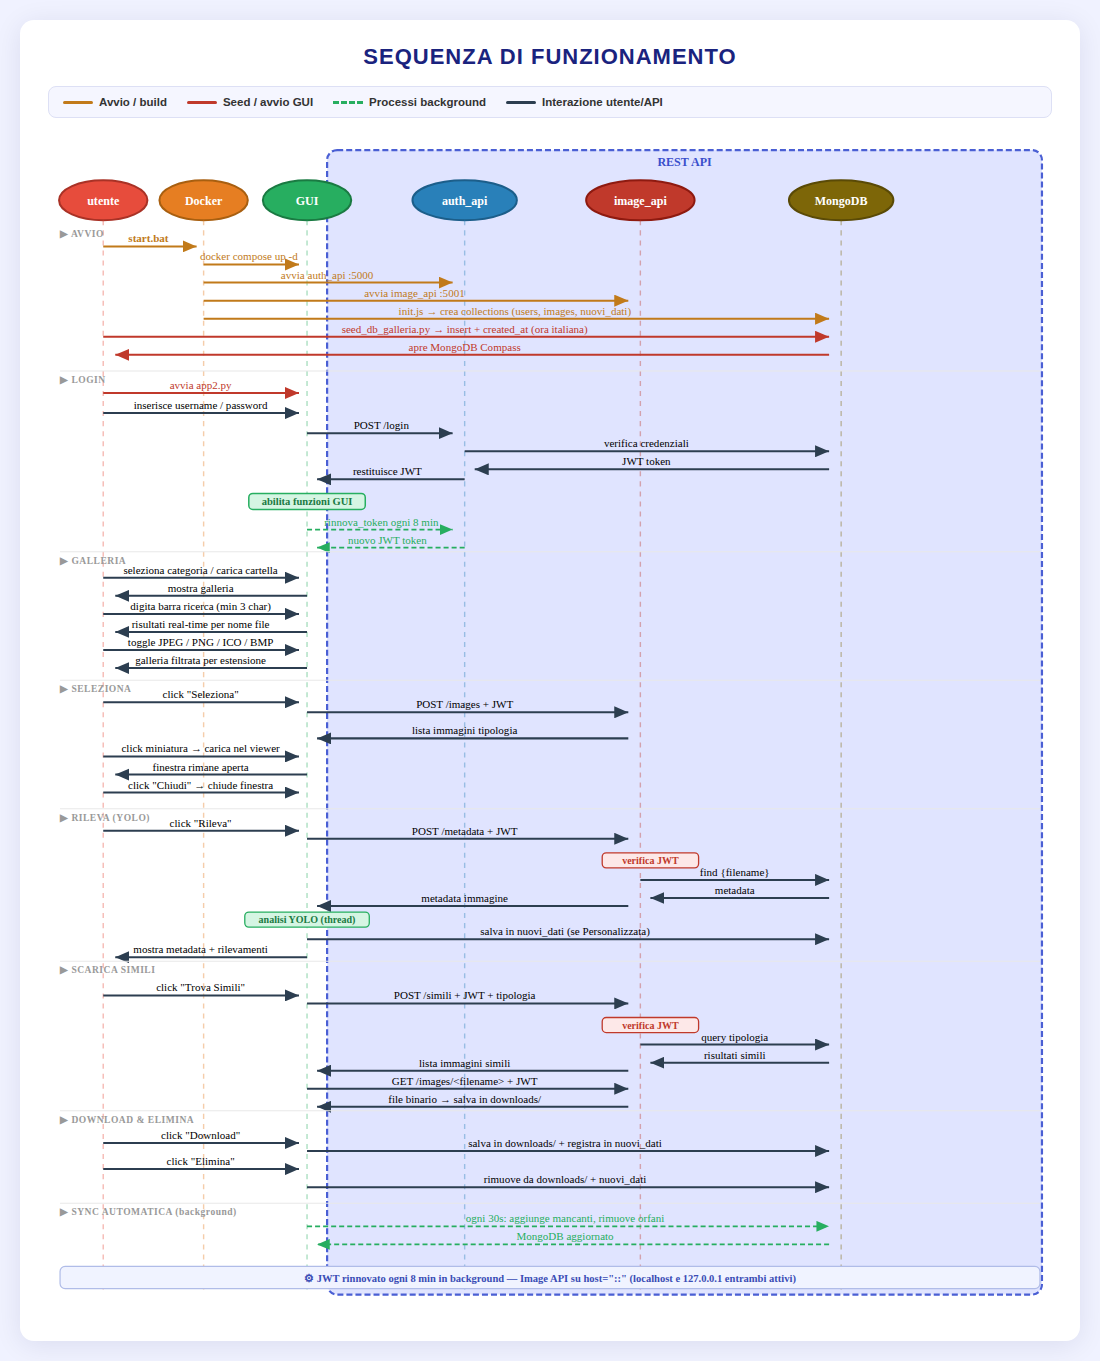 SEQUENZA DI FUNZIONAMENTO
Avvio / build
Seed / avvio GUI
Processi background
Interazione utente/API
REST API
utente
Docker
GUI
auth_api
image_api
MongoDB
▶ AVVIO
start.bat
docker compose up -d
avvia auth_api :5000
avvia image_api :5001
init.js → crea collections (users, images, nuovi_dati)
seed_db_galleria.py → insert + created_at (ora italiana)
apre MongoDB Compass
▶ LOGIN
avvia app2.py
inserisce username / password
POST /login
verifica credenziali
JWT token
restituisce JWT
abilita funzioni GUI
rinnova_token ogni 8 min
nuovo JWT token
▶ GALLERIA
seleziona categoria / carica cartella
mostra galleria
digita barra ricerca (min 3 char)
risultati real-time per nome file
toggle JPEG / PNG / ICO / BMP
galleria filtrata per estensione
▶ SELEZIONA
click "Seleziona"
POST /images + JWT
lista immagini tipologia
click miniatura → carica nel viewer
finestra rimane aperta
click "Chiudi" → chiude finestra
▶ RILEVA (YOLO)
click "Rileva"
POST /metadata + JWT
verifica JWT
find {filename}
metadata
metadata immagine
analisi YOLO (thread)
salva in nuovi_dati (se Personalizzata)
mostra metadata + rilevamenti
▶ SCARICA SIMILI
click "Trova Simili"
POST /simili + JWT + tipologia
verifica JWT
query tipologia
risultati simili
lista immagini simili
GET /images/<filename> + JWT
file binario → salva in downloads/
▶ DOWNLOAD & ELIMINA
click "Download"
salva in downloads/ + registra in nuovi_dati
click "Elimina"
rimuove da downloads/ + nuovi_dati
▶ SYNC AUTOMATICA (background)
ogni 30s: aggiunge mancanti, rimuove orfani
MongoDB aggiornato
⚙ JWT rinnovato ogni 8 min in background — Image API su host="::" (localhost e 127.0.0.1 entrambi attivi)